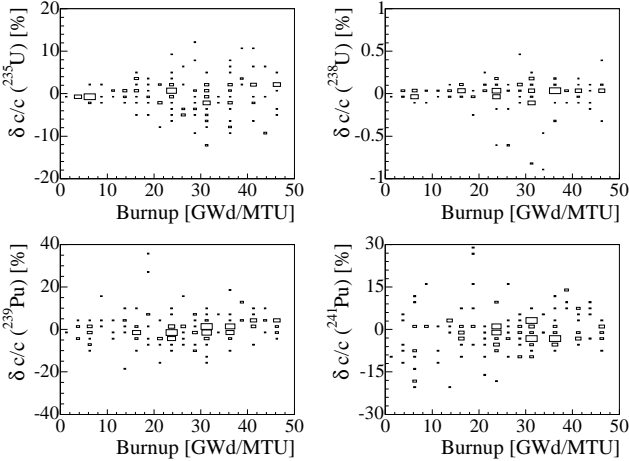 δ c/c (²³⁵U) [%]
20
10
0
-10
-20
0 10 20 30 40 50
Burnup [GWd/MTU]
δ c/c (²³⁸U) [%]
1
0.5
0
-0.5
-1
0 10 20 30 40 50
Burnup [GWd/MTU]
δ c/c (²³⁹Pu) [%]
40
20
0
-20
-40
0 10 20 30 40 50
Burnup [GWd/MTU]
δ c/c (²⁴¹Pu) [%]
30
15
0
-15
-30
0 10 20 30 40 50
Burnup [GWd/MTU]